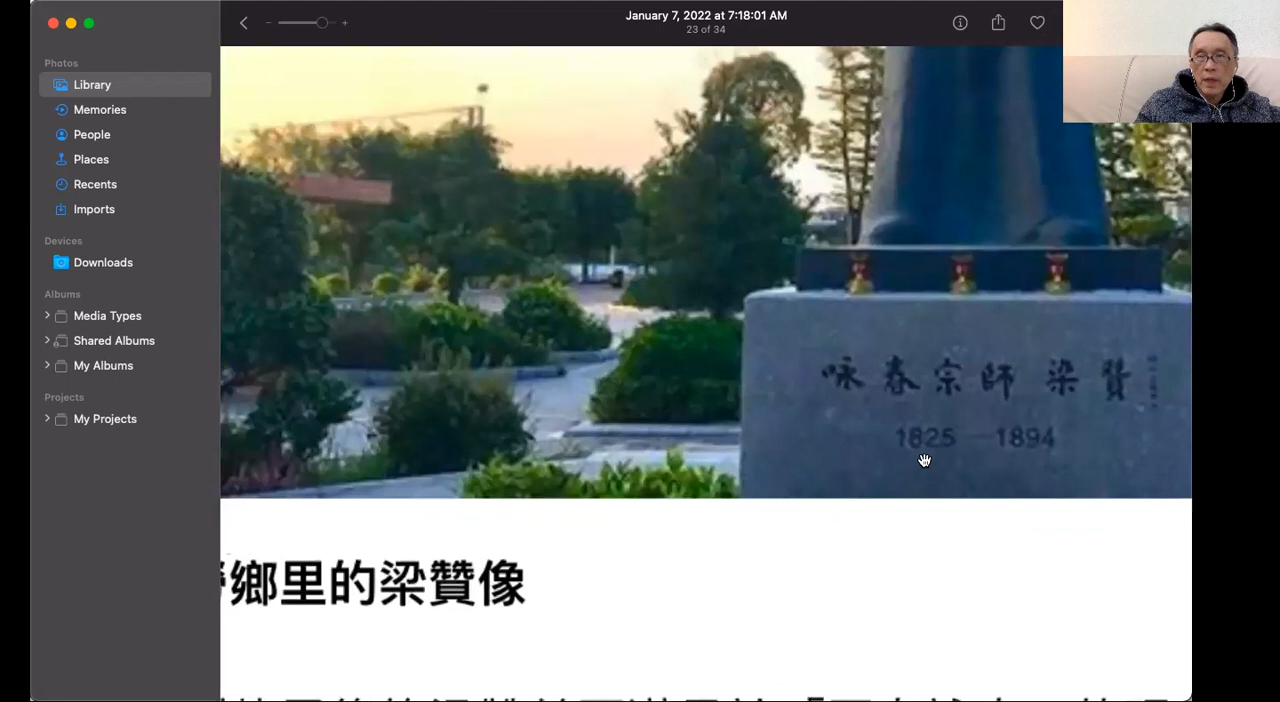 January 7, 2022 at 7:18:01 AM
23 of 34
Photos
Library
Memories
People
Places
Recents
Imports
Devices
Downloads
Albums
Media Types
Shared Albums
My Albums
Projects
My Projects
咏春宗師 梁贊
1825 — 1894
鄉里的梁贊像